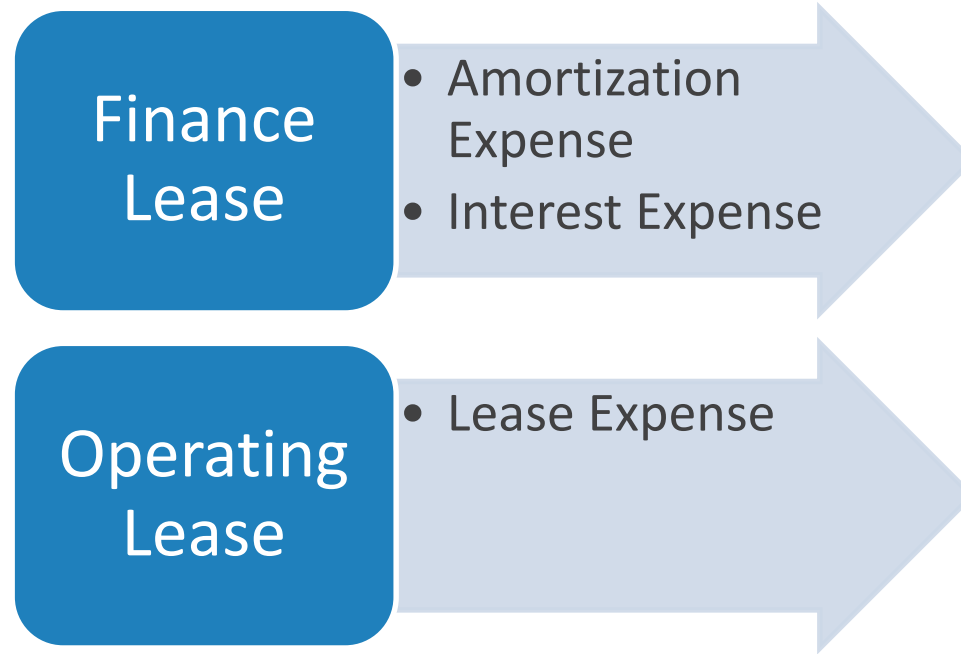 Finance
Lease
• Amortization
Expense
• Interest Expense
Operating
Lease
• Lease Expense